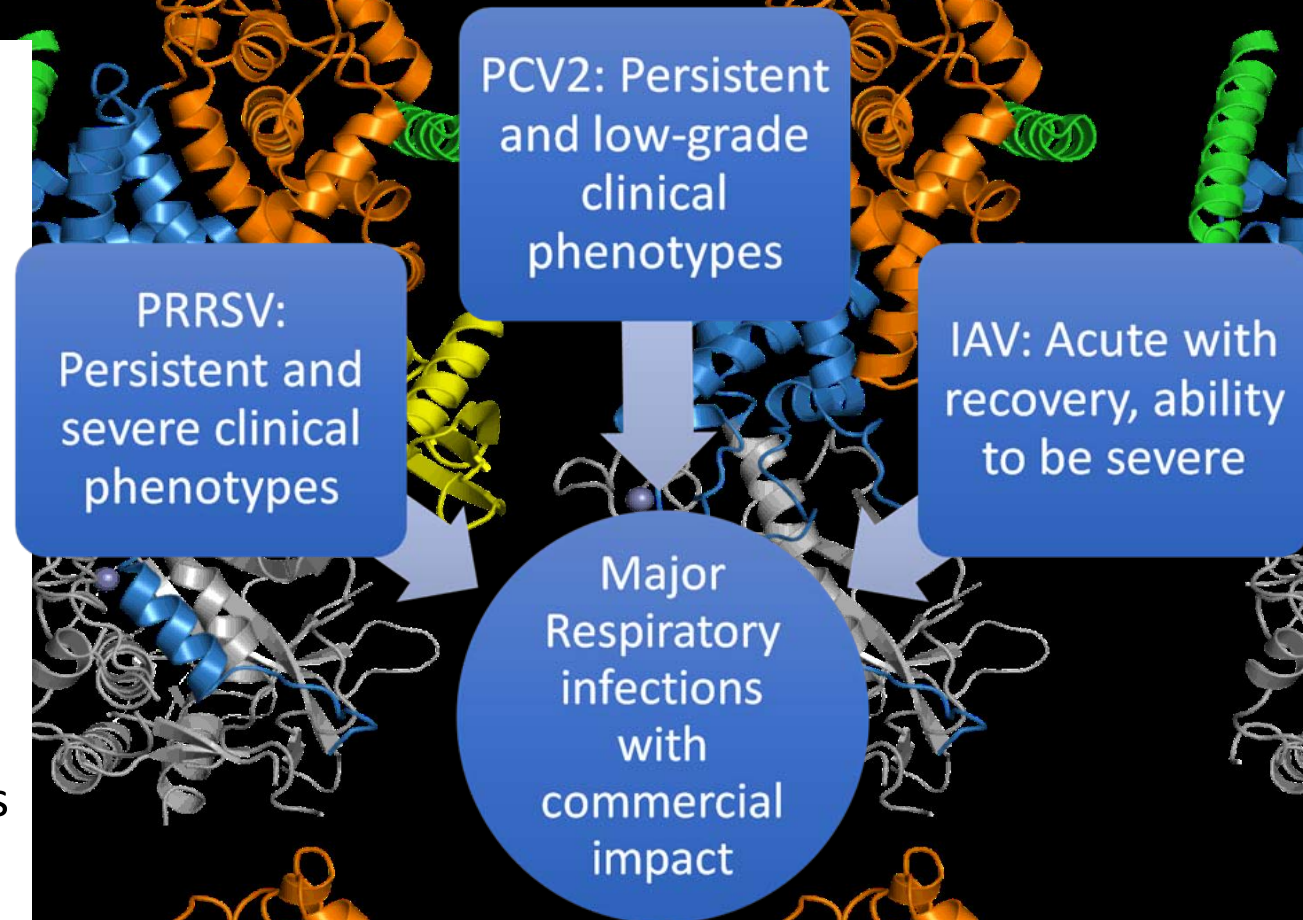 PCV2: Persistent
and low-grade
clinical
phenotypes
PRRSV:
Persistent and
severe clinical
phenotypes
IAV: Acute with
recovery, ability
to be severe
Major
Respiratory
infections
with
commercial
impact
s